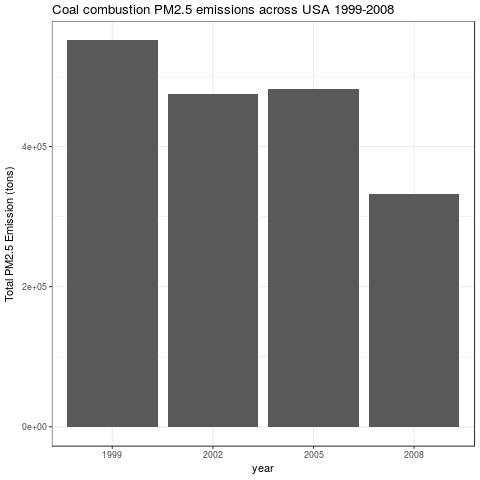 Coal combustion PM2.5 emissions across USA 1999-2008
Total PM2.5 Emission (tons)
4e+05
2e+05
0e+00
1999 2002 2005 2008
year